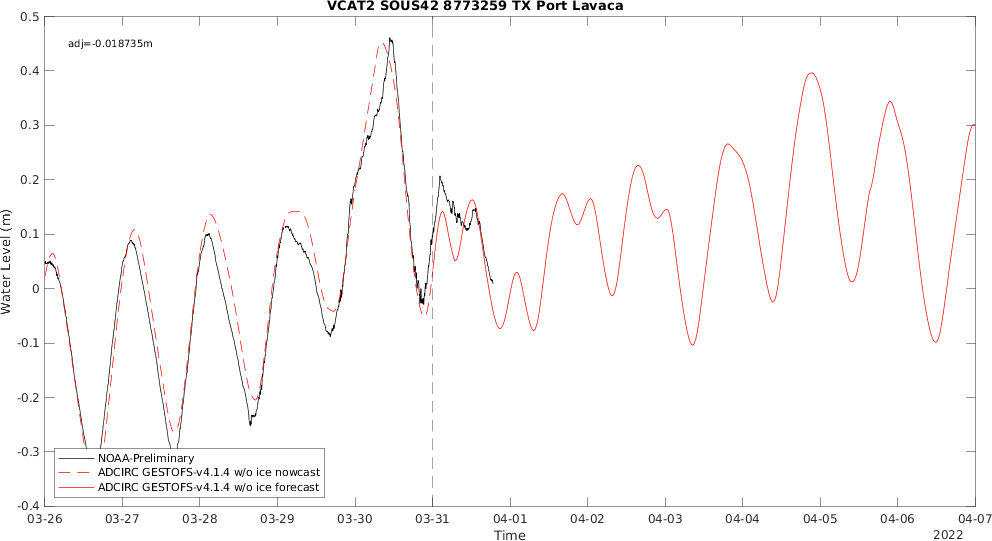 VCAT2 SOUS42 8773259 TX Port Lavaca
adj=-0.018735m
0.5
0.4
0.3
0.2
0.1
0
-0.1
-0.2
-0.3
-0.4
Water Level (m)
NOAA-Preliminary
ADCIRC GESTOFS-v4.1.4 w/o ice nowcast
ADCIRC GESTOFS-v4.1.4 w/o ice forecast
03-26 03-27 03-28 03-29 03-30 03-31 04-01 04-02 04-03 04-04 04-05 04-06 04-07
Time
2022